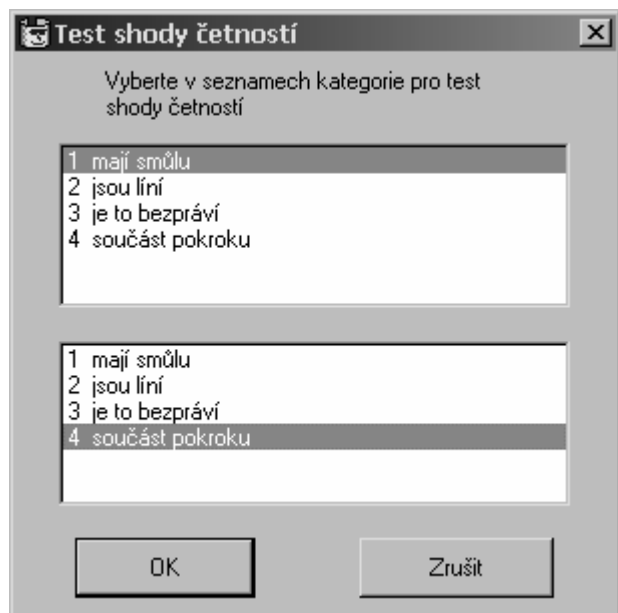 Test shody četností
Vyberte v seznamech kategorie pro test
shody četností
1 mají smůlu
2 jsou líní
3 je to bezpráví
4 součást pokroku
1 mají smůlu
2 jsou líní
3 je to bezpráví
4 součást pokroku
OK
Zrušit